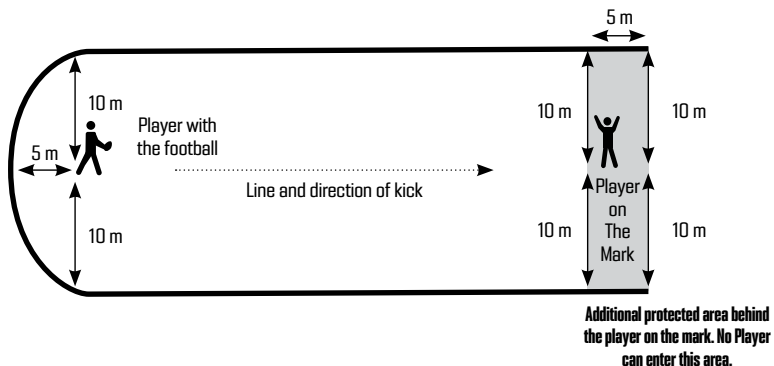 5 m
10 m
Player with
the football
10 m
10 m
5 m
Line and direction of kick
Player
on
The
Mark
10 m
10 m
10 m
Additional protected area behind
the player on the mark. No Player
can enter this area.